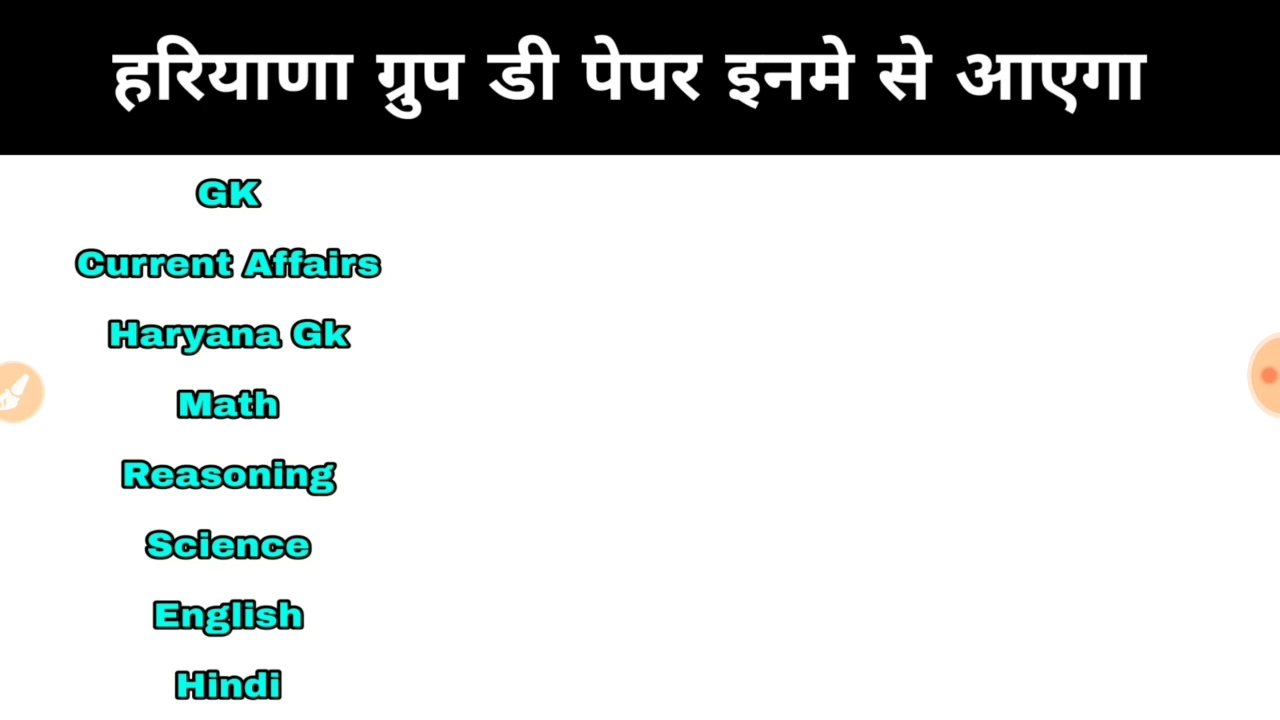 हरियाणा ग्रुप डी पेपर इनमे से आएगा
GK
Current Affairs
Haryana Gk
Math
Reasoning
Science
English
Hindi